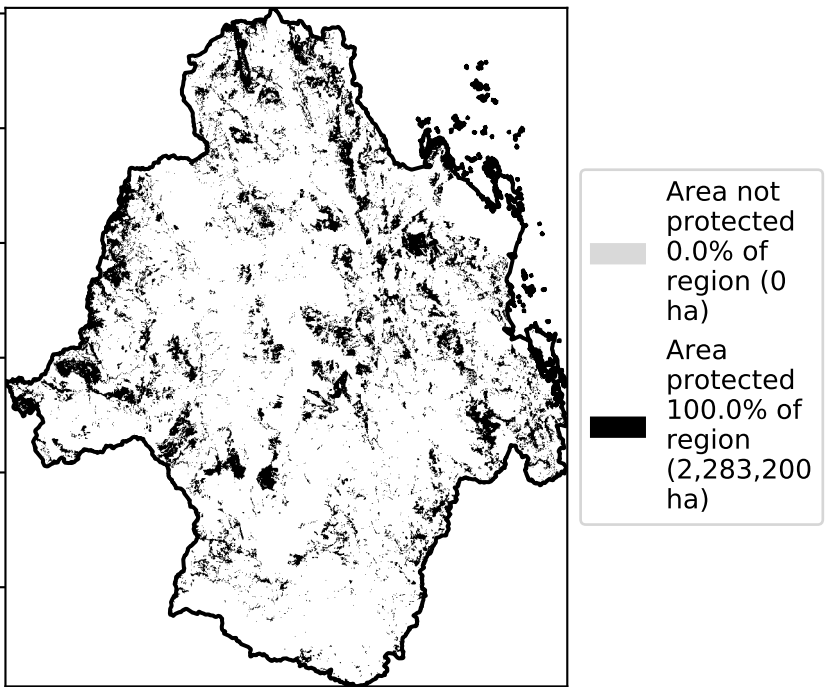 Area not
protected
0.0% of
region (0
ha)
Area
protected
100.0% of
region
(2,283,200
ha)